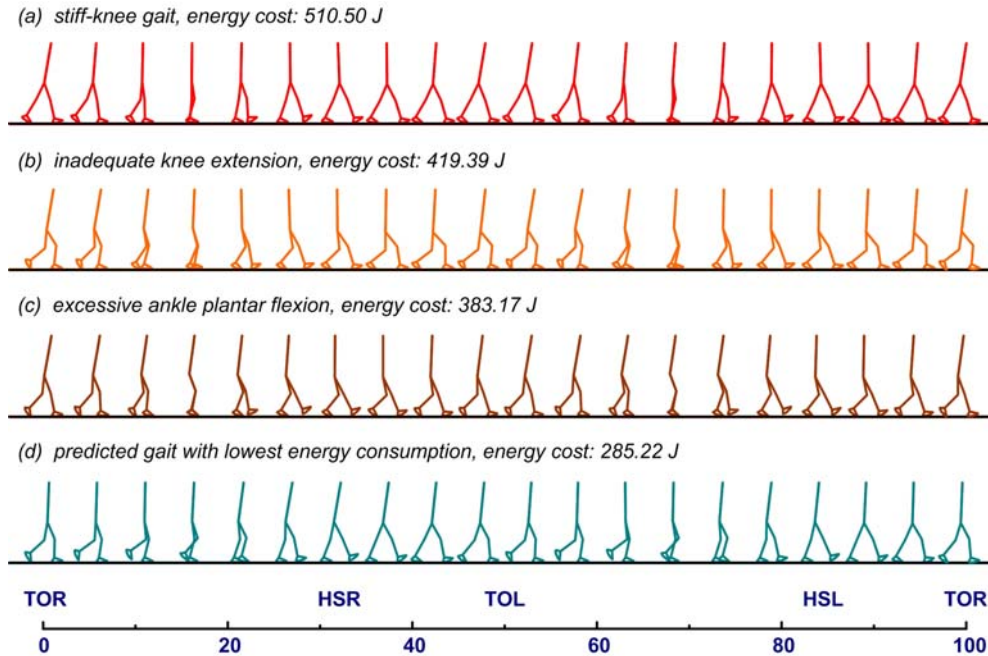 (a) stiff-knee gait, energy cost: 510.50 J
(b) inadequate knee extension, energy cost: 419.39 J
(c) excessive ankle plantar flexion, energy cost: 383.17 J
(d) predicted gait with lowest energy consumption, energy cost: 285.22 J
TOR HSR TOL HSL TOR
0 20 40 60 80 100